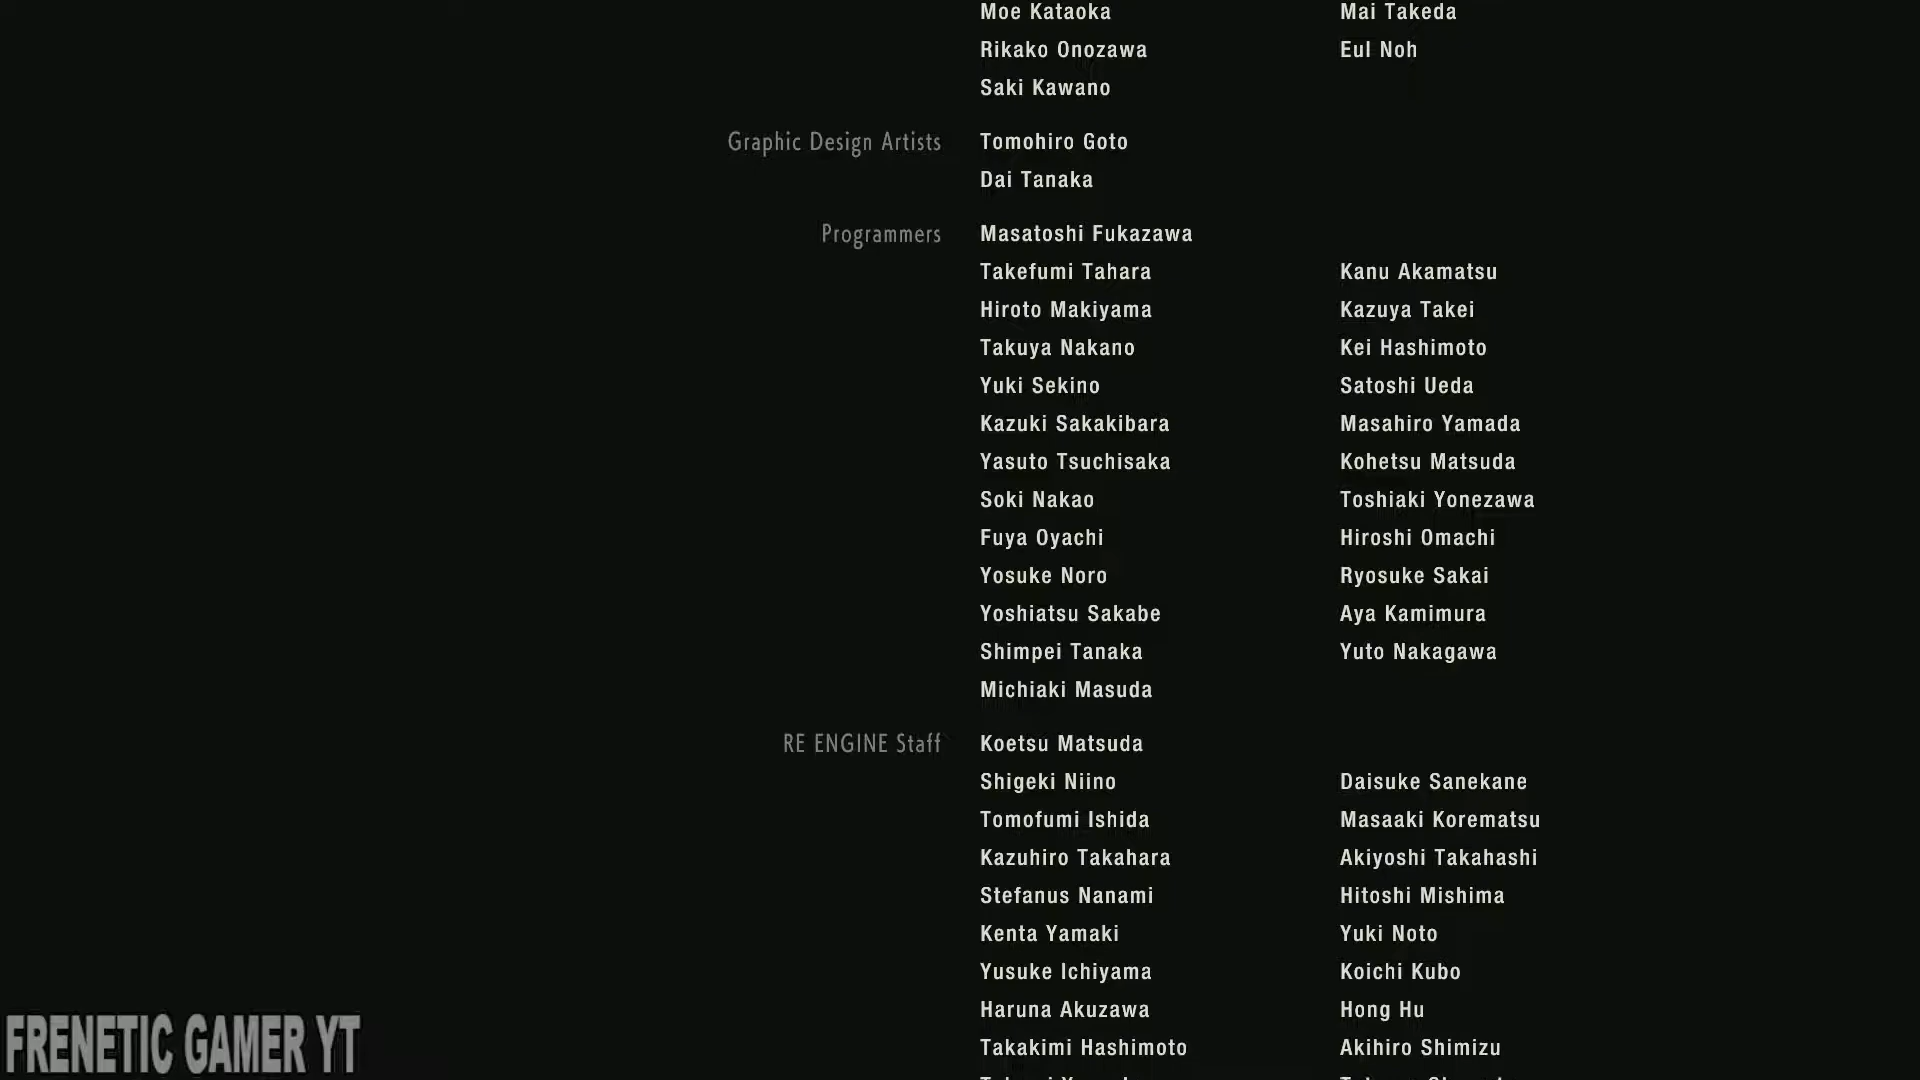 Moe Kataoka Mai Takeda
Rikako Onozawa Eul Noh
Saki Kawano
Graphic Design Artists Tomohiro Goto
Dai Tanaka
Programmers Masatoshi Fukazawa
Takefumi Tahara Kanu Akamatsu
Hiroto Makiyama Kazuya Takei
Takuya Nakano Kei Hashimoto
Yuki Sekino Satoshi Ueda
Kazuki Sakakibara Masahiro Yamada
Yasuto Tsuchisaka Kohetsu Matsuda
Soki Nakao Toshiaki Yonezawa
Fuya Oyachi Hiroshi Omachi
Yosuke Noro Ryosuke Sakai
Yoshiatsu Sakabe Aya Kamimura
Shimpei Tanaka Yuto Nakagawa
Michiaki Masuda
RE ENGINE Staff Koetsu Matsuda
Shigeki Niino Daisuke Sanekane
Tomofumi Ishida Masaaki Korematsu
Kazuhiro Takahara Akiyoshi Takahashi
Stefanus Nanami Hitoshi Mishima
Kenta Yamaki Yuki Noto
Yusuke Ichiyama Koichi Kubo
Haruna Akuzawa Hong Hu
Takakimi Hashimoto Akihiro Shimizu
FRENETIC GAMER YT